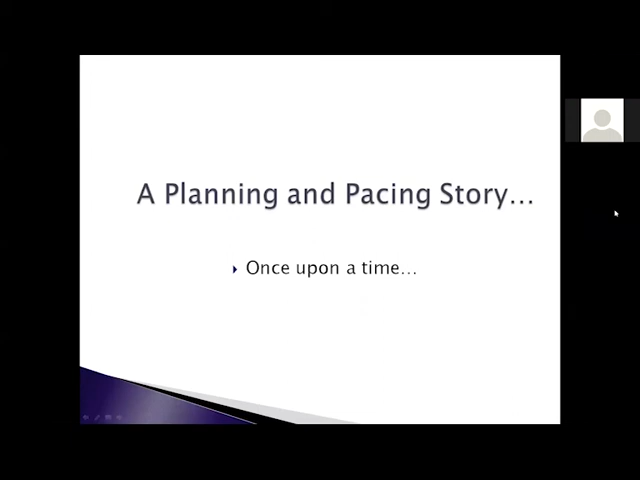 A Planning and Pacing Story…
Once upon a time…